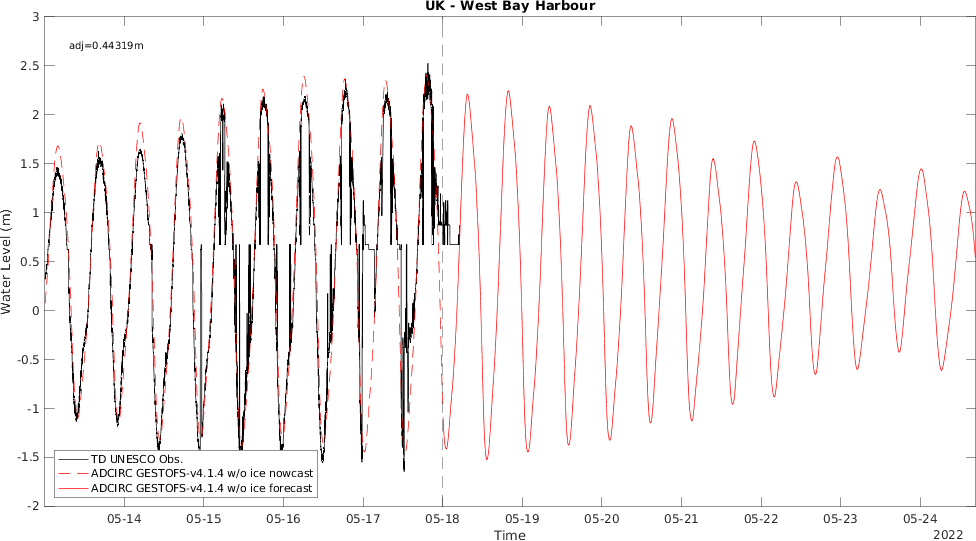 UK - West Bay Harbour
adj=0.44319m
3
2.5
2
1.5
1
0.5
0
-0.5
-1
-1.5
-2
Water Level (m)
TD UNESCO Obs.
ADCIRC GESTOFS-v4.1.4 w/o ice nowcast
ADCIRC GESTOFS-v4.1.4 w/o ice forecast
05-14 05-15 05-16 05-17 05-18 05-19 05-20 05-21 05-22 05-23 05-24
Time
2022